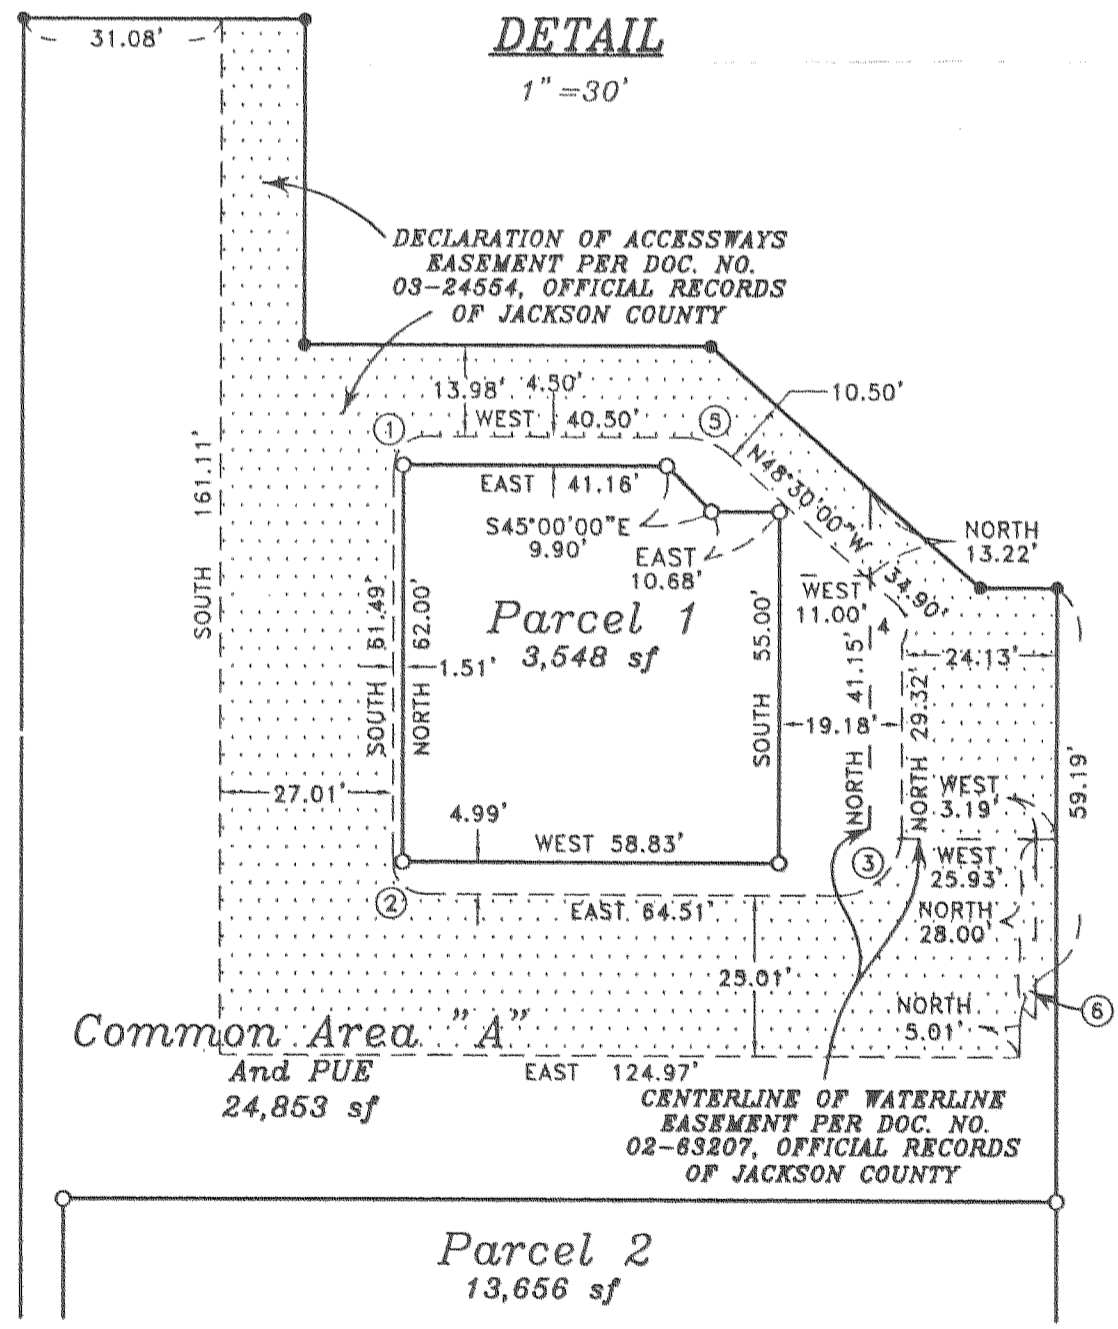 DETAIL
31.08'
1"=30'
DECLARATION OF ACCESSWAYS
EASEMENT PER DOC. NO.
03-24554, OFFICIAL RECORDS
OF JACKSON COUNTY
13.98'
4.50'
10.50'
1
WEST 40.50'
5
N48°30'00"W 34.90'
EAST 41.16'
S45°00'00"E
9.90'
EAST
10.68'
NORTH
13.22'
WEST
11.00'
4
SOUTH 161.11'
SOUTH 51.49'
NORTH 62.00'
Parcel 1
3,548 sf
1.51'
SOUTH 55.00'
NORTH 41.15'
24.13'
19.18'
NORTH 29.32'
59.19'
27.01'
4.99'
WEST
3.19'
WEST 58.83'
3
WEST
25.93'
2
EAST 64.51'
NORTH
28.00'
25.01'
NORTH
5.01'
6
Common Area "A"
And PUE
24,853 sf
EAST 124.97'
CENTERLINE OF WATERLINE
EASEMENT PER DOC. NO.
02-63207, OFFICIAL RECORDS
OF JACKSON COUNTY
Parcel 2
13,656 sf